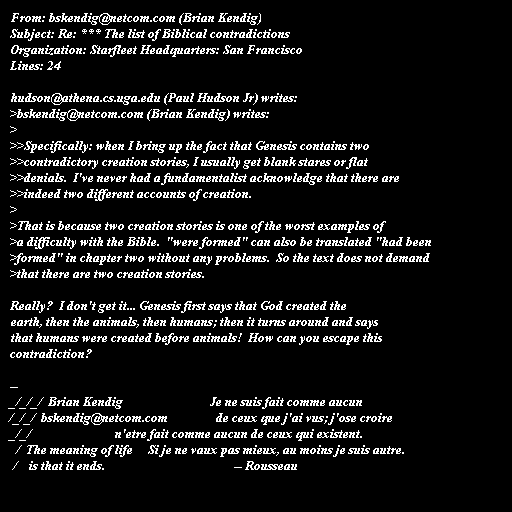 From: bskendig@netcom.com (Brian Kendig)
Subject: Re: *** The list of Biblical contradictions
Organization: Starfleet Headquarters: San Francisco
Lines: 24

hudson@athena.cs.uga.edu (Paul Hudson Jr) writes:
>bskendig@netcom.com (Brian Kendig) writes:
>
>>Specifically: when I bring up the fact that Genesis contains two
>>contradictory creation stories, I usually get blank stares or flat
>>denials.  I've never had a fundamentalist acknowledge that there are
>>indeed two different accounts of creation.
>
>That is because two creation stories is one of the worst examples of
>a difficulty with the Bible.  "were formed" can also be translated "had been
>formed" in chapter two without any problems.  So the text does not demand
>that there are two creation stories.

Really?  I don't get it... Genesis first says that God created the
earth, then the animals, then humans; then it turns around and says
that humans were created before animals!  How can you escape this
contradiction?

--
_/_/_/  Brian Kendig                             Je ne suis fait comme aucun
/_/_/  bskendig@netcom.com                de ceux que j'ai vus; j'ose croire
_/_/                            n'etre fait comme aucun de ceux qui existent.
  /  The meaning of life     Si je ne vaux pas mieux, au moins je suis autre.
 /    is that it ends.                                           -- Rousseau